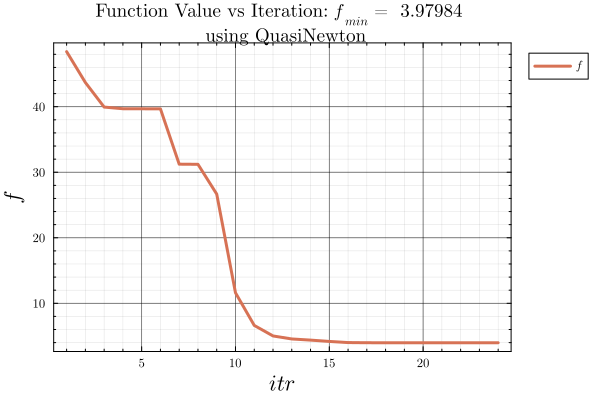 Function Value vs Iteration: f_min = 3.97984
using QuasiNewton
f
40
30
20
10
f
5 10 15 20
itr